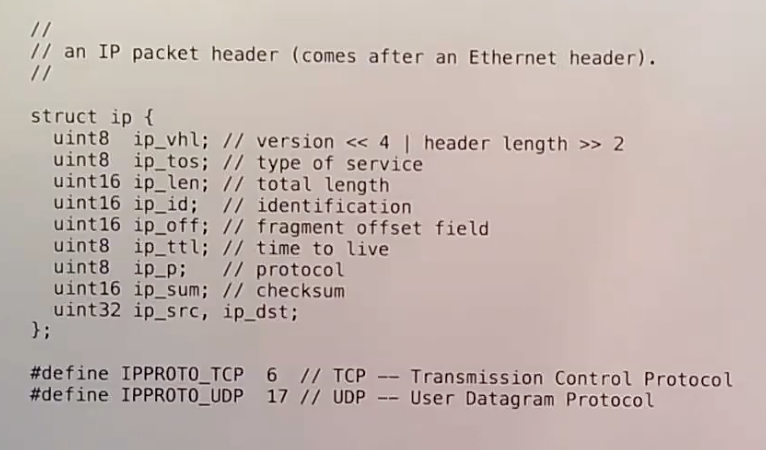 //
// an IP packet header (comes after an Ethernet header).
//

struct ip {
  uint8  ip_vhl; // version << 4 | header length >> 2
  uint8  ip_tos; // type of service
  uint16 ip_len; // total length
  uint16 ip_id;  // identification
  uint16 ip_off; // fragment offset field
  uint8  ip_ttl; // time to live
  uint8  ip_p;   // protocol
  uint16 ip_sum; // checksum
  uint32 ip_src, ip_dst;
};

#define IPPROTO_TCP  6  // TCP -- Transmission Control Protocol
#define IPPROTO_UDP  17 // UDP -- User Datagram Protocol